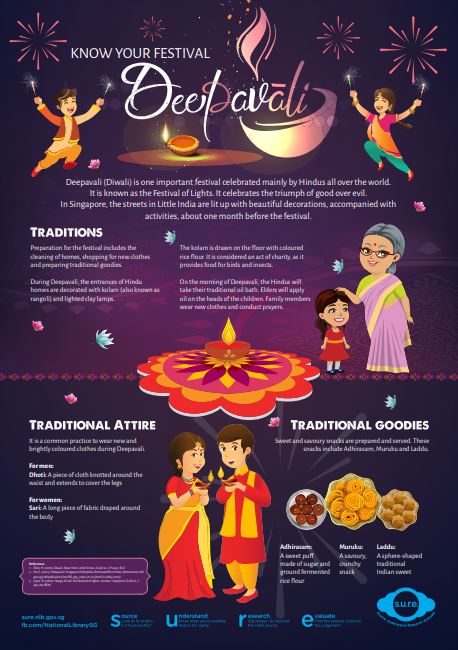 KNOW YOUR FESTIVAL
Deepavali
Deepavali (Diwali) is one important festival celebrated mainly by Hindus all over the world.
It is known as the Festival of Lights. It celebrates the triumph of good over evil.
In Singapore, the streets in Little India are lit up with beautiful decorations, accompanied with
activities, about one month before the festival.
TRADITIONS
Preparation for the festival includes the
cleaning of homes, shopping for new clothes
and preparing traditional goodies.
During Deepavali, the entrances of Hindu
homes are decorated with kolam (also known as
rangoli) and lighted clay lamps.
The kolam is drawn on the floor with coloured
rice flour. It is considered an act of charity, as it
provides food for birds and insects.
On the morning of Deepavali, the Hindus will
take their traditional oil bath. Elders will apply
oil on the heads of the children. Family members
wear new clothes and conduct prayers.
TRADITIONAL ATTIRE
It is a common practice to wear new and
brightly coloured clothes during Deepavali.
For men:
Dhoti: A piece of cloth knotted around the
waist and extends to cover the legs
For women:
Sari: A long piece of fabric draped around
the body
TRADITIONAL GOODIES
Sweet and savoury snacks are prepared and served. These
snacks include Adhirasam, Muruku and Laddu.
Adhirasam:
A sweet puff
made of sugar and
ground fermented
rice flour
Muruku:
A savoury,
crunchy
snack
Laddu:
A sphere-shaped
traditional
Indian sweet
References
sure.nlb.gov.sg
fb.com/NationalLibrarySG
source
understand
research
evaluate
s.u.r.e.